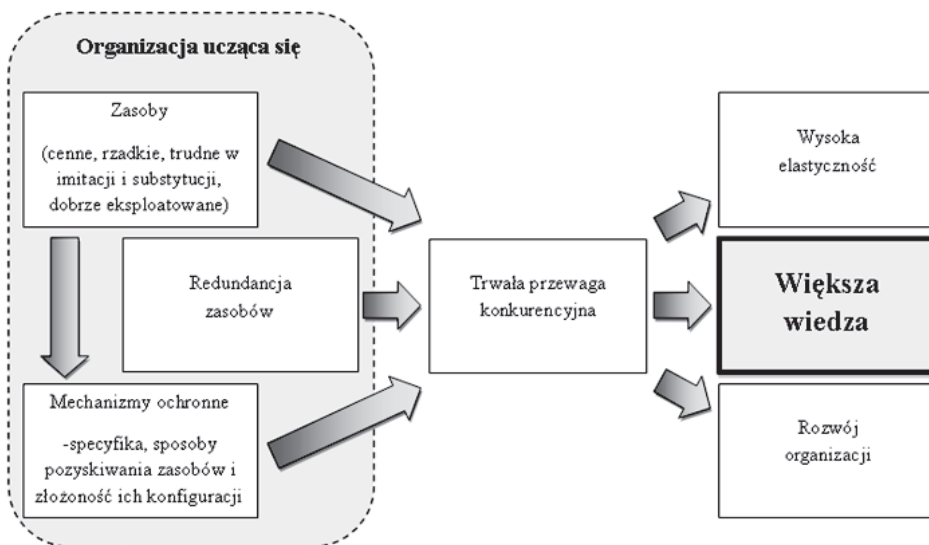 Organizacja ucząca się
Zasoby
(cenne, rzadkie, trudne w
imitacji i substytucji,
dobrze eksploatowane)
Redundancja
zasobów
Mechanizmy ochronne
-specyfika, sposoby
pozyskiwania zasobów i
złożoność ich konfiguracji
Trwała przewaga
konkurencyjna
Wysoka
elastyczność
Większa
wiedza
Rozwój
organizacji